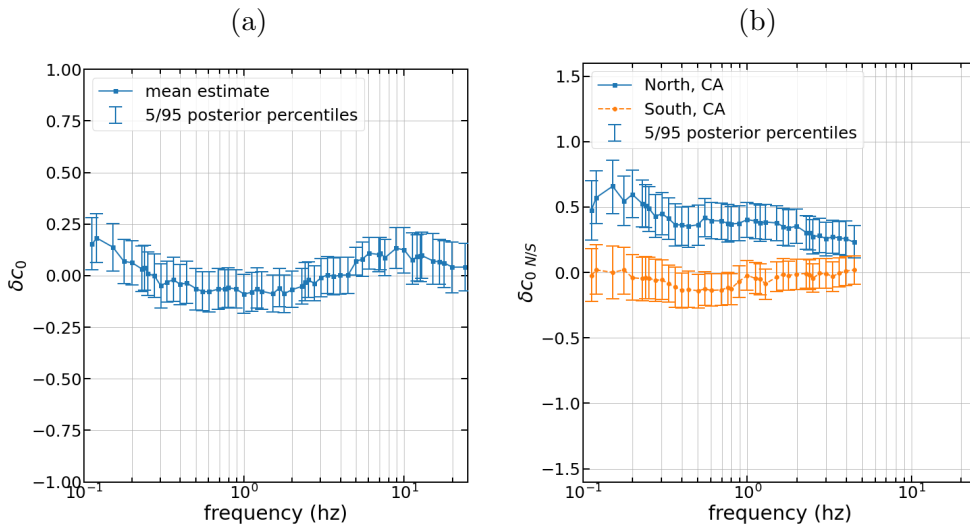 (a)
1.00
0.75
0.50
0.25
0.00
−0.25
−0.50
−0.75
−1.00
δc₀
mean estimate
5/95 posterior percentiles
10⁻¹ 10⁰ 10¹
frequency (hz)
(b)
1.5
1.0
0.5
0.0
−0.5
−1.0
−1.5
δc₀ N/S
North, CA
South, CA
5/95 posterior percentiles
10⁻¹ 10⁰ 10¹
frequency (hz)